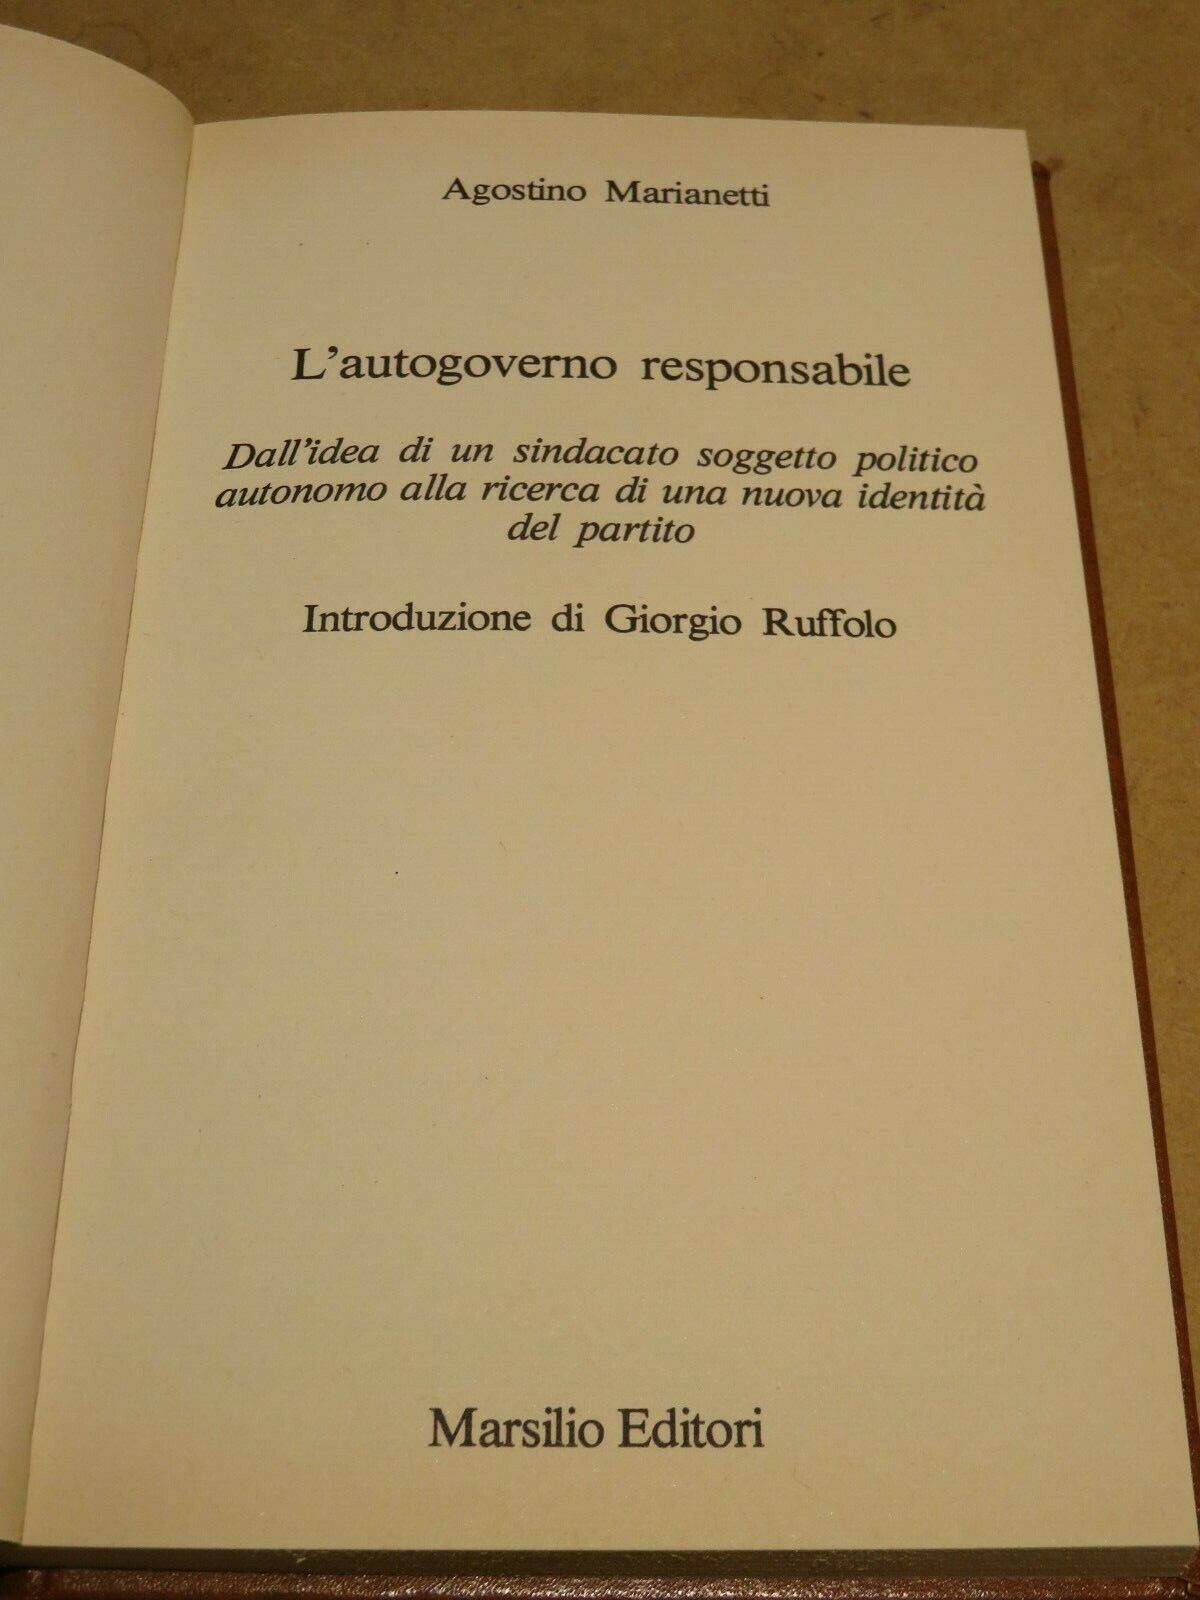 Agostino Marianetti
L'autogoverno responsabile
Dall'idea di un sindacato soggetto politico
autonomo alla ricerca di una nuova identità
del partito
Introduzione di Giorgio Ruffolo
Marsilio Editori